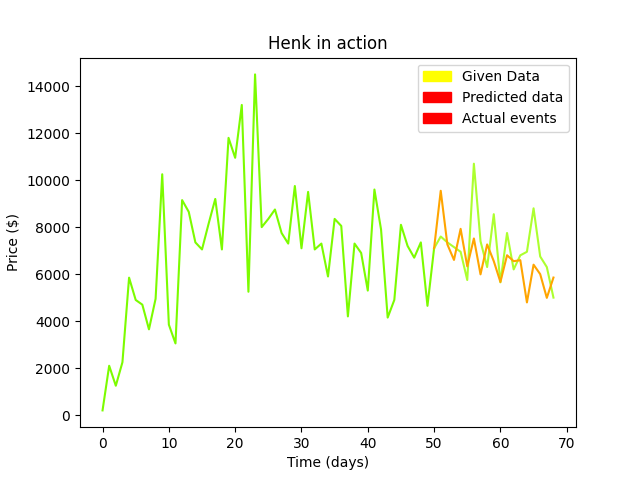 Henk in action
Given Data
Predicted data
Actual events
14000
12000
10000
8000
6000
4000
2000
0
Price ($)
0 10 20 30 40 50 60 70
Time (days)